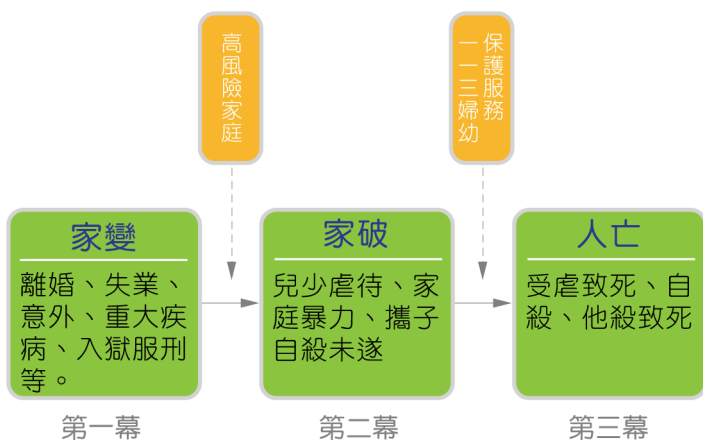 高風險家庭
一一三婦幼
保護服務
家變
離婚、失業、
意外、重大疾
病、入獄服刑
等。
家破
兒少虐待、家
庭暴力、攜子
自殺未遂
人亡
受虐致死、自
殺、他殺致死
第一幕
第二幕
第三幕